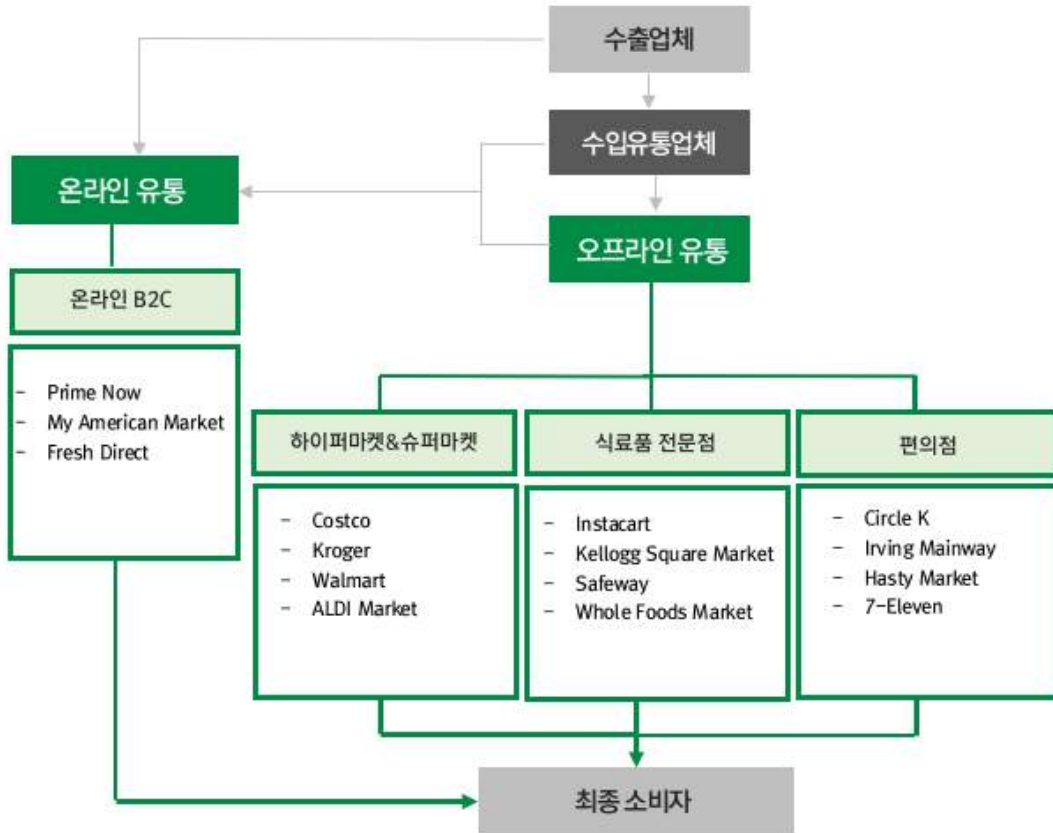 수출업체
수입유통업체
온라인 유통
오프라인 유통
온라인 B2C
- Prime Now
- My American Market
- Fresh Direct
하이퍼마켓&슈퍼마켓
- Costco
- Kroger
- Walmart
- ALDI Market
식료품 전문점
- Instacart
- Kellogg Square Market
- Safeway
- Whole Foods Market
편의점
- Circle K
- Irving Mainway
- Hasty Market
- 7-Eleven
최종 소비자